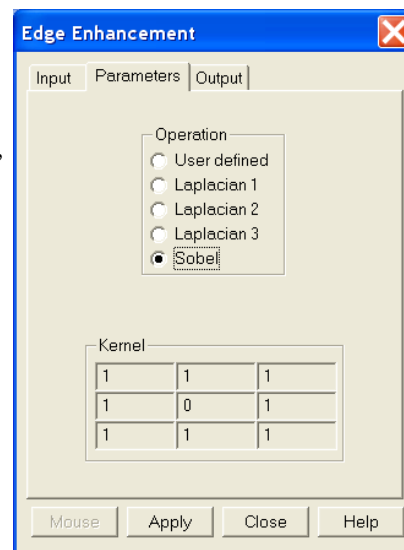 Edge Enhancement
Input Parameters Output
,
Operation
User defined
Laplacian 1
Laplacian 2
Laplacian 3
Sobel
Kernel
1 1 1
1 0 1
1 1 1
Mouse Apply Close Help